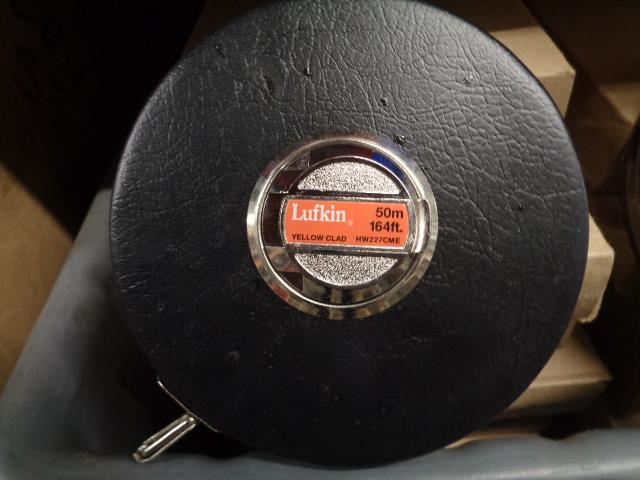 Lufkin® 50m
164ft.
YELLOW CLAD HW227CME